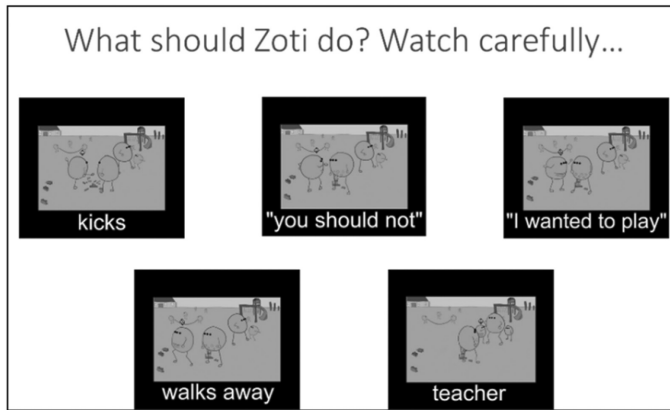 What should Zoti do? Watch carefully...
kicks
"you should not"
"I wanted to play"
walks away
teacher